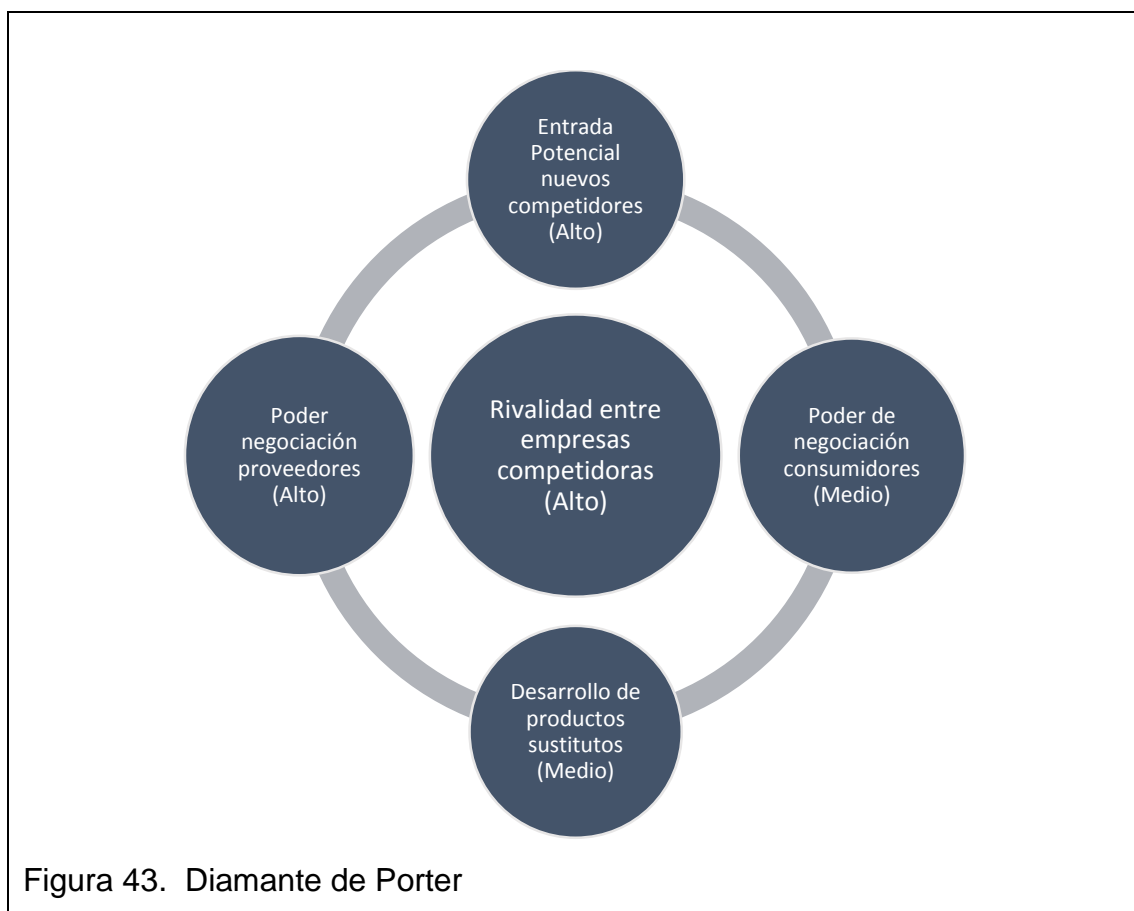 Entrada
Potencial
nuevos
competidores
(Alto)
Poder
negociación
proveedores
(Alto)
Rivalidad entre
empresas
competidoras
(Alto)
Poder de
negociación
consumidores
(Medio)
Desarrollo de
productos
sustitutos
(Medio)
Figura 43.  Diamante de Porter